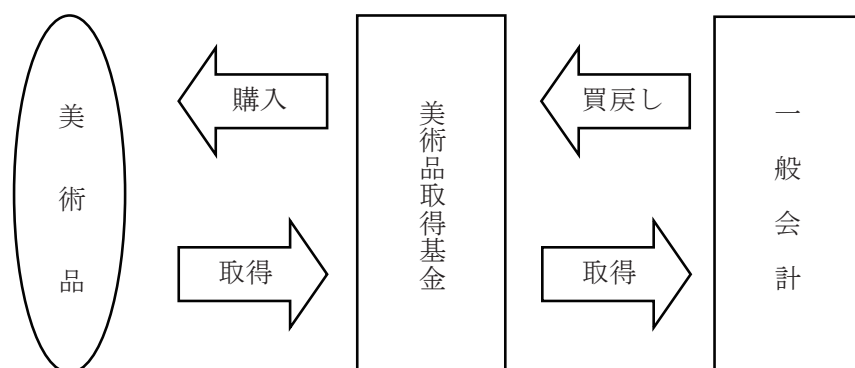 美術品
購入
取得
美術品取得基金
買戻し
取得
一般会計